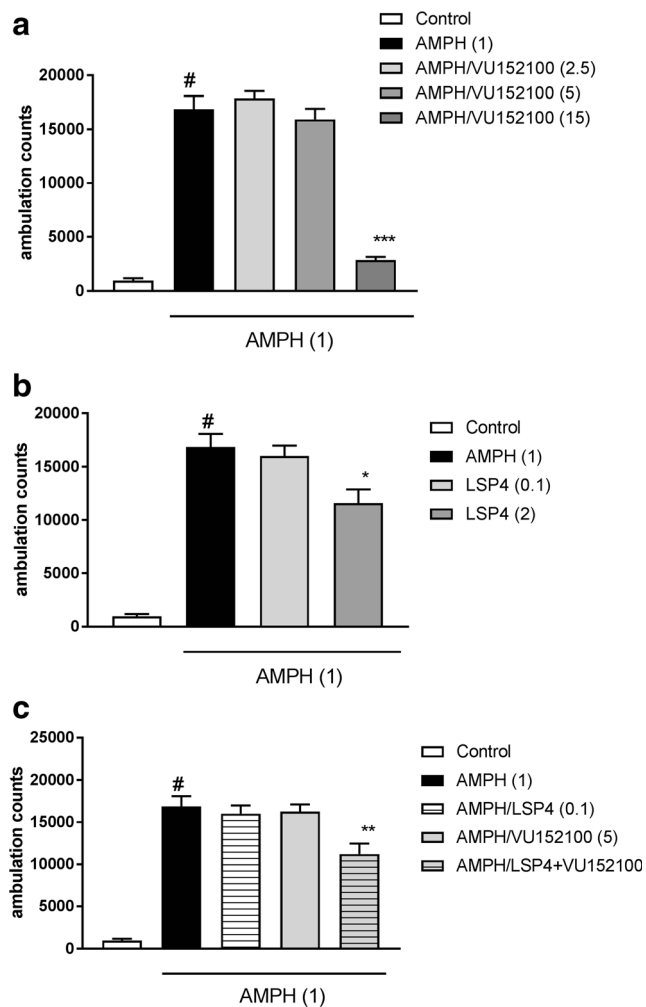 a
Control
AMPH (1)
AMPH/VU152100 (2.5)
AMPH/VU152100 (5)
AMPH/VU152100 (15)
ambulation counts
20000
15000
10000
5000
0
#
***
AMPH (1)
b
ambulation counts
20000
15000
10000
5000
0
#
*
Control
AMPH (1)
LSP4 (0.1)
LSP4 (2)
AMPH (1)
c
ambulation counts
25000
20000
15000
10000
5000
0
#
**
Control
AMPH (1)
AMPH/LSP4 (0.1)
AMPH/VU152100 (5)
AMPH/LSP4+VU152100
AMPH (1)